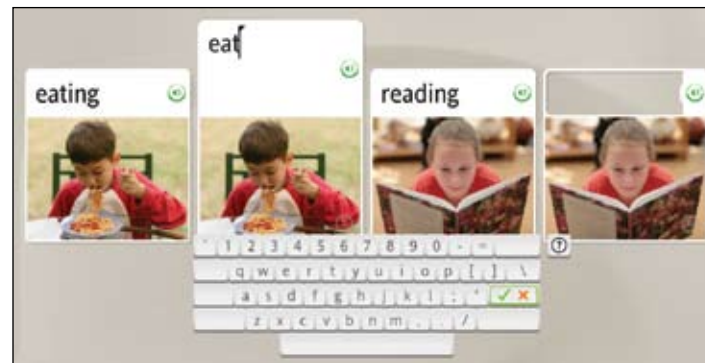 eating
eat
reading
` 1 2 3 4 5 6 7 8 9 0 - =
q w e r t y u i o p [ ] \
a s d f g h j k l ; '
z x c v b n m , . /